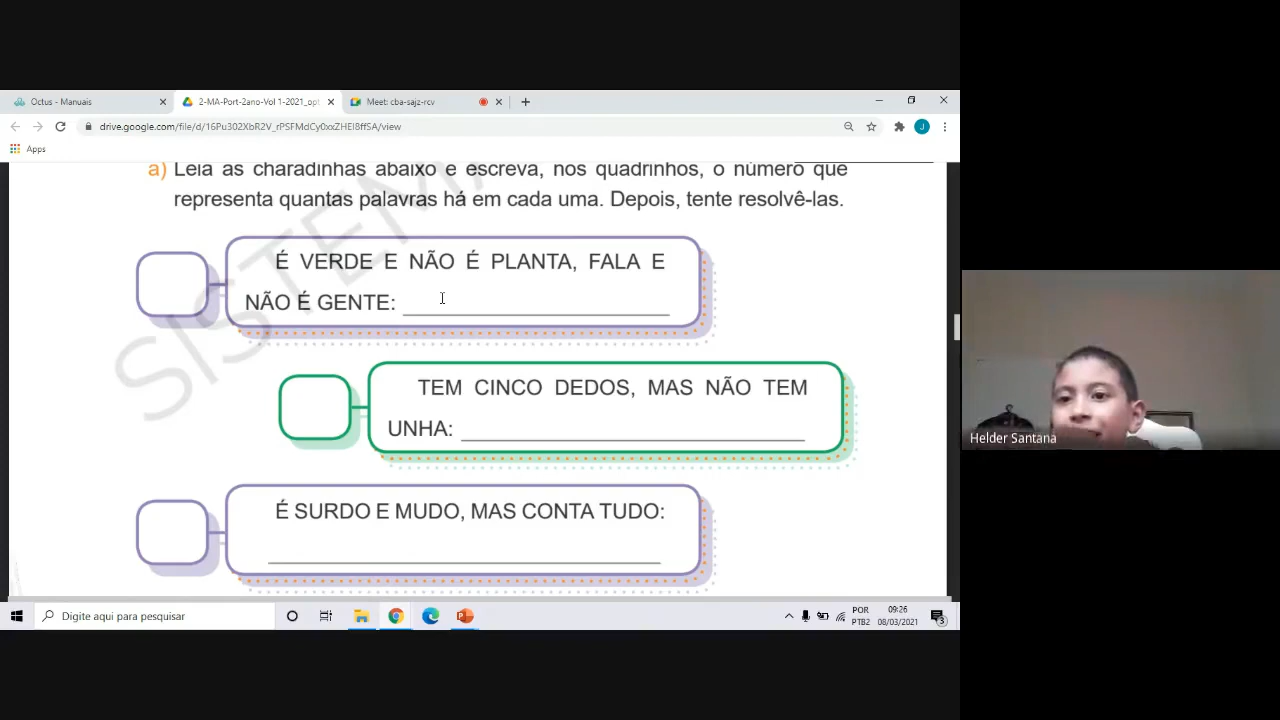 Octus - Manuais
2-MA-Port-2ano-Vol 1-2021_opt
Meet: cba-sajz-rcv
drive.google.com/file/d/16Pu302XbR2V_rPSFMdCy0xxZHEl8ffSA/view
Apps
a) Leia as charadinhas abaixo e escreva, nos quadrinhos, o número que
representa quantas palavras há em cada uma. Depois, tente resolvê-las.
É VERDE E NÃO É PLANTA, FALA E
NÃO É GENTE:
TEM CINCO DEDOS, MAS NÃO TEM
UNHA:
É SURDO E MUDO, MAS CONTA TUDO:
SISTEMA
Helder Santana
Digite aqui para pesquisar
POR
PTB2
09:26
08/03/2021
3